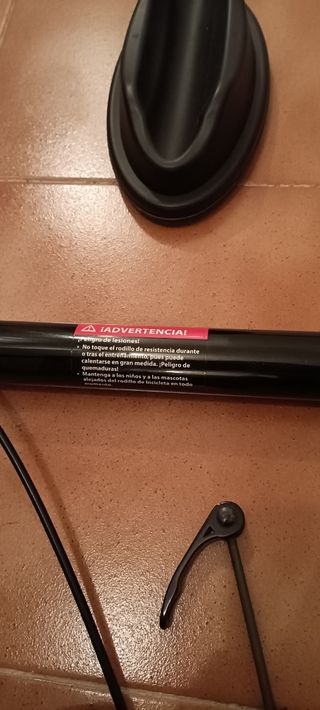 ¡ADVERTENCIA!
¡Peligro de lesiones!
• No toque el rodillo de resistencia durante
o tras el entrenamiento, pues puede
calentarse en gran medida. ¡Peligro de
quemaduras!
• Mantenga a los niños y a las mascotas
alejados del rodillo de bicicleta en todo
momento.